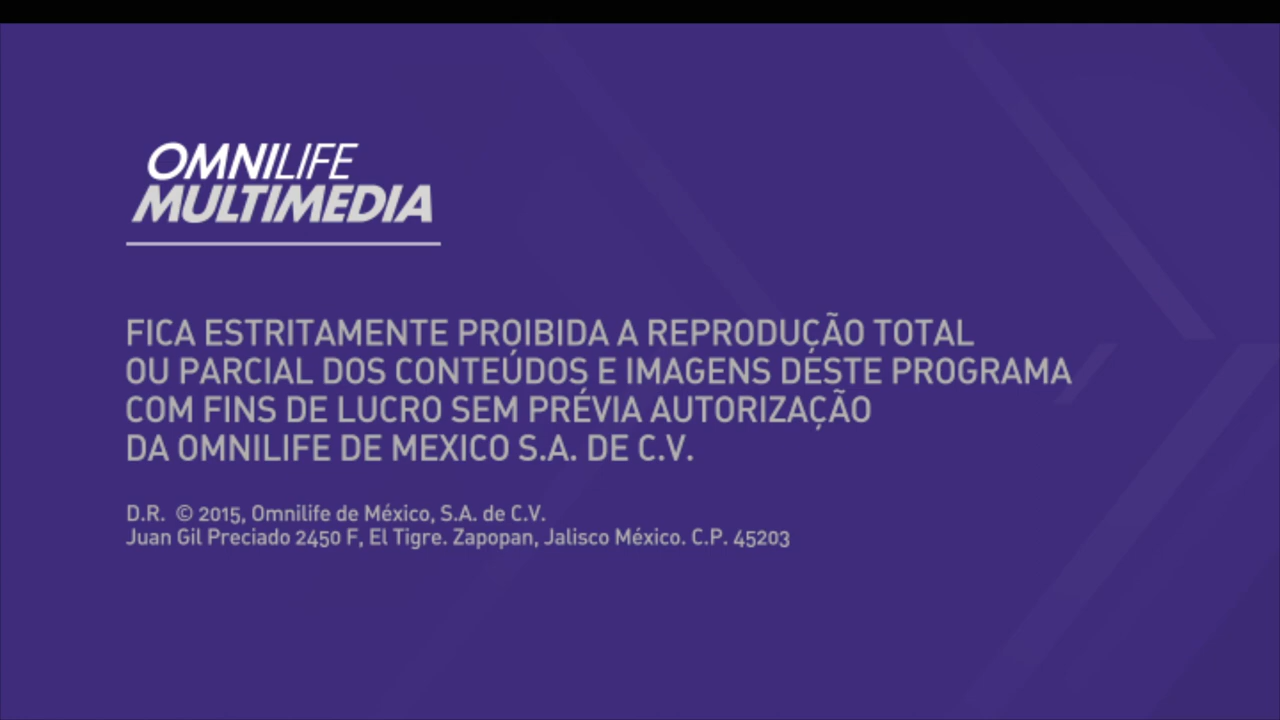 OMNILIFE
MULTIMEDIA
FICA ESTRITAMENTE PROIBIDA A REPRODUÇÃO TOTAL
OU PARCIAL DOS CONTEÚDOS E IMAGENS DESTE PROGRAMA
COM FINS DE LUCRO SEM PRÉVIA AUTORIZAÇÃO
DA OMNILIFE DE MEXICO S.A. DE C.V.
D.R. © 2015, Omnilife de México, S.A. de C.V.
Juan Gil Preciado 2450 F, El Tigre. Zapopan, Jalisco México. C.P. 45203